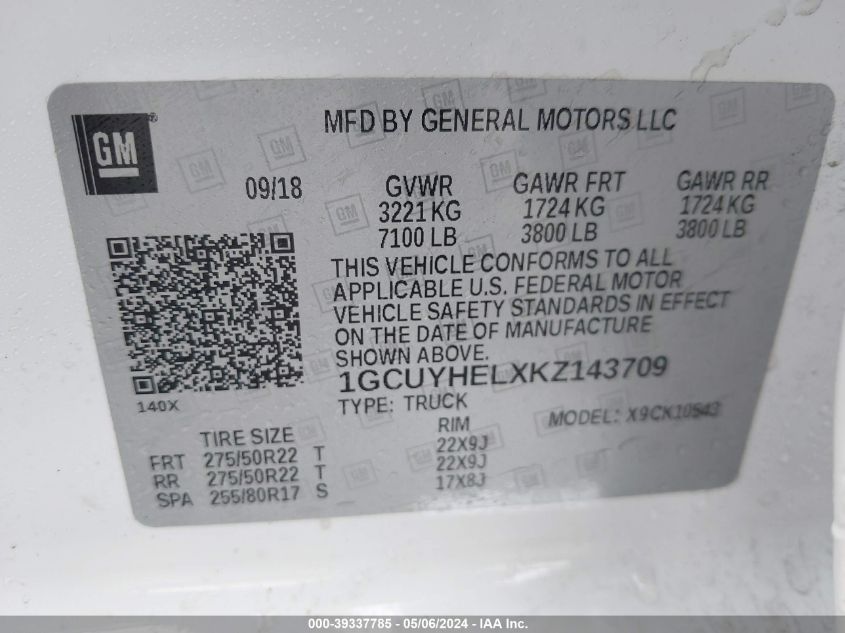 GM
MFD BY GENERAL MOTORS LLC
09/18
GVWR GAWR FRT GAWR RR
3221 KG 1724 KG 1724 KG
7100 LB 3800 LB 3800 LB
THIS VEHICLE CONFORMS TO ALL
APPLICABLE U.S. FEDERAL MOTOR
VEHICLE SAFETY STANDARDS IN EFFECT
ON THE DATE OF MANUFACTURE
SHOWN ABOVE.
1GCUYHELXKZ143709
140X
TYPE: TRUCK
MODEL: X9CK10543
TIRE SIZE RIM
FRT 275/50R22 T 22X9J
RR 275/50R22 T 22X9J
SPA 255/80R17 S 17X8J
000-39337785 - 05/06/2024 - IAA Inc.